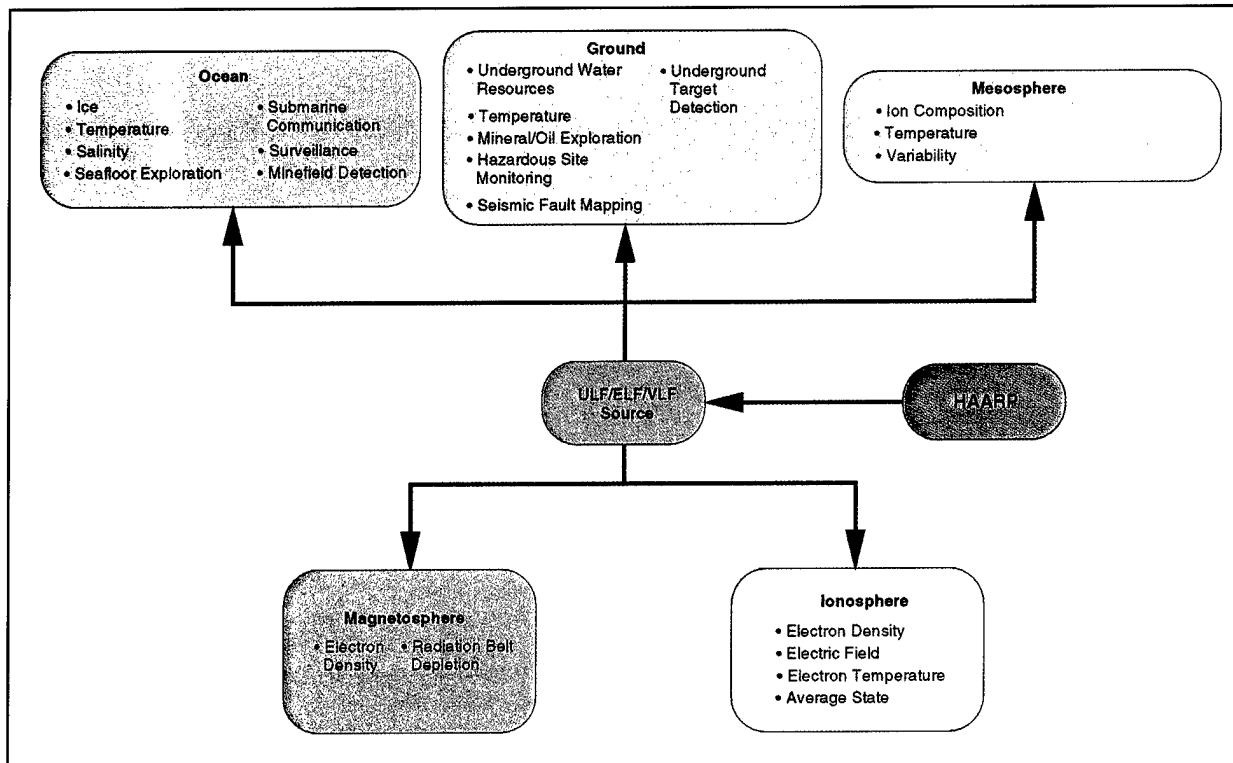 Ocean
• Ice
• Temperature
• Salinity
• Seafloor Exploration
• Submarine
Communication
• Surveillance
• Minefield Detection
Ground
• Underground Water
Resources
• Temperature
• Mineral/Oil Exploration
• Hazardous Site
Monitoring
• Seismic Fault Mapping
• Underground
Target
Detection
Mesosphere
• Ion Composition
• Temperature
• Variability
ULF/ELF/VLF
Source
HAARP
Magnetosphere
• Electron
Density
• Radiation Belt
Depletion
Ionosphere
• Electron Density
• Electric Field
• Electron Temperature
• Average State